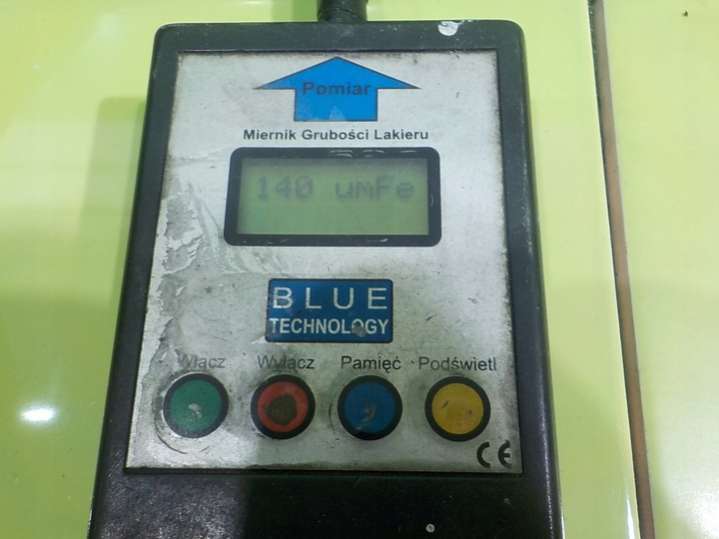 Pomiar
Miernik Grubości Lakieru
140 umFe
BLUE
TECHNOLOGY
Włącz Wyłącz Pamięć Podświetl
CE